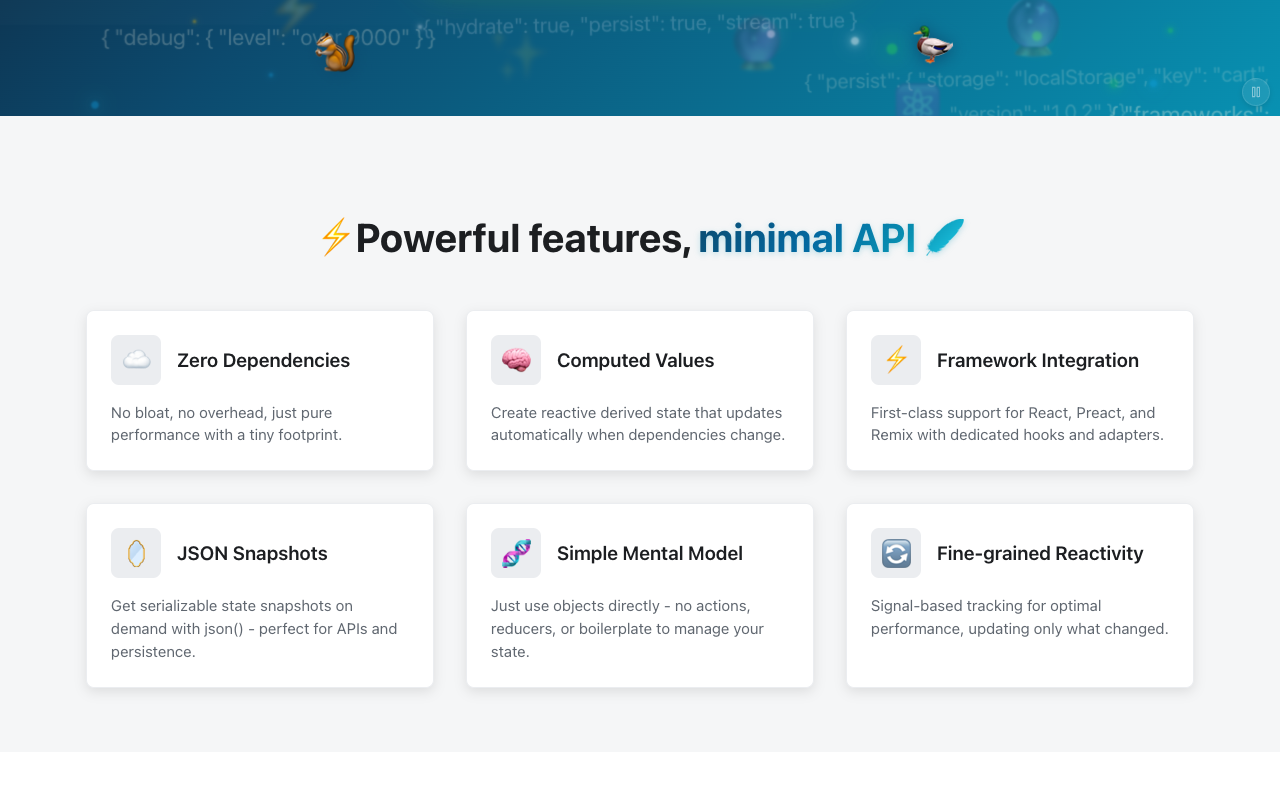 { "debug": { "level": "over 9000" } }
{ "hydrate": true, "persist": true, "stream": true }
{ "persist": { "storage": "localStorage", "key": "cart",
"version": "1.0.2" } }
{ "frameworks":
Powerful features, minimal API
Zero Dependencies
No bloat, no overhead, just pure
performance with a tiny footprint.
Computed Values
Create reactive derived state that updates
automatically when dependencies change.
Framework Integration
First-class support for React, Preact, and
Remix with dedicated hooks and adapters.
JSON Snapshots
Get serializable state snapshots on
demand with json() - perfect for APIs and
persistence.
Simple Mental Model
Just use objects directly - no actions,
reducers, or boilerplate to manage your
state.
Fine-grained Reactivity
Signal-based tracking for optimal
performance, updating only what changed.